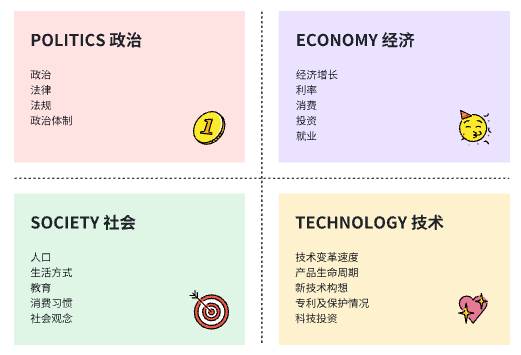 POLITICS 政治
政治
法律
法规
政治体制
1
ECONOMY 经济
经济增长
利率
消费
投资
就业
SOCIETY 社会
人口
生活方式
教育
消费习惯
社会观念
TECHNOLOGY 技术
技术变革速度
产品生命周期
新技术构想
专利及保护情况
科技投资